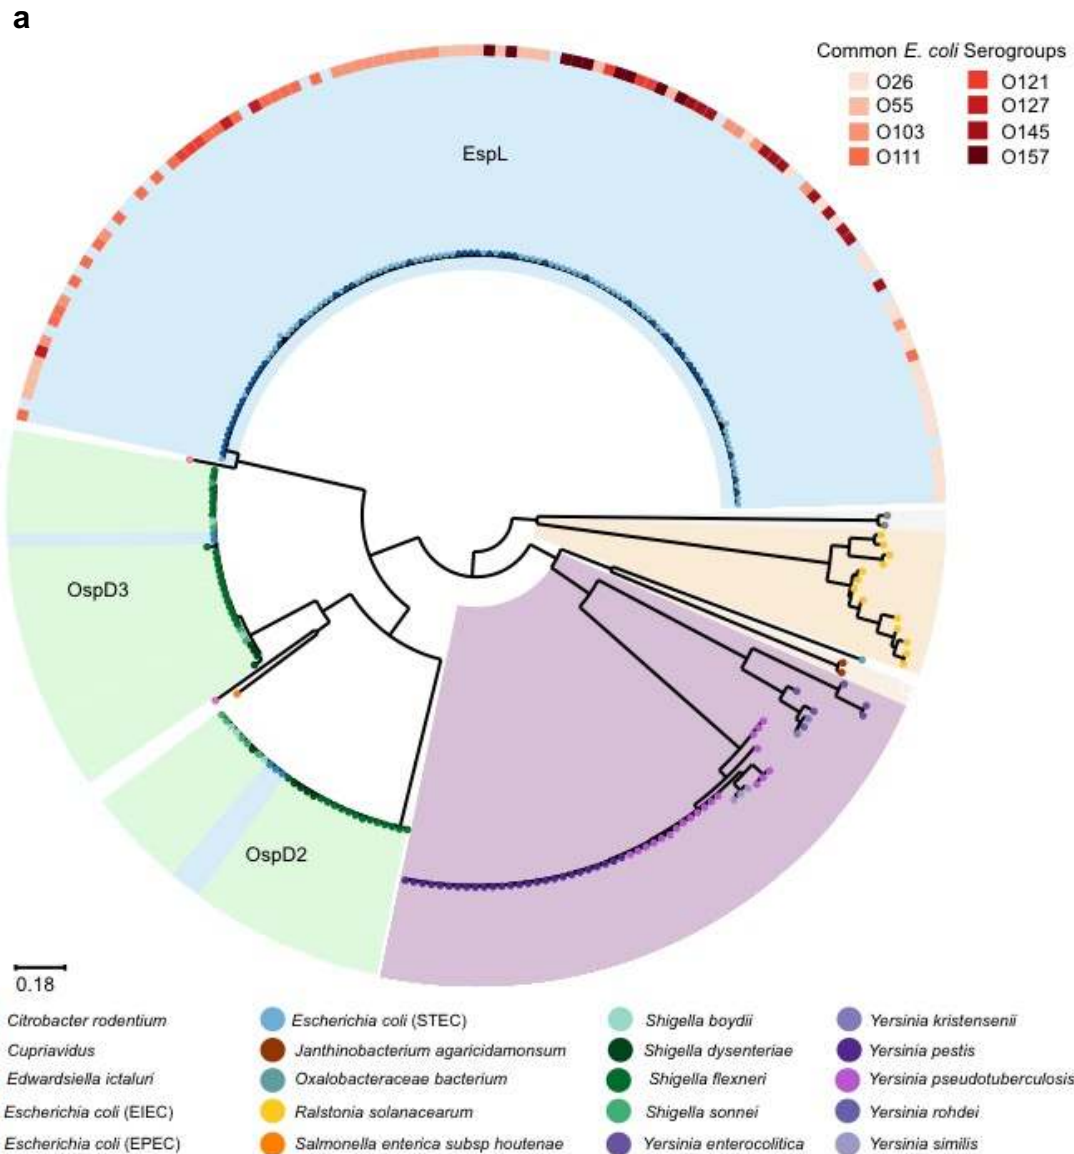 a
Common E. coli Serogroups
O26 O121
O55 O127
O103 O145
O111 O157
EspL
OspD3
OspD2
0.18
Citrobacter rodentium Escherichia coli (STEC) Shigella boydii Yersinia kristensenii
Cupriavidus Janthinobacterium agaricidamonsum Shigella dysenteriae Yersinia pestis
Edwardsiella ictaluri Oxalobacteraceae bacterium Shigella flexneri Yersinia pseudotuberculosis
Escherichia coli (EIEC) Ralstonia solanacearum Shigella sonnei Yersinia rohdei
Escherichia coli (EPEC) Salmonella enterica subsp houtenae Yersinia enterocolitica Yersinia similis